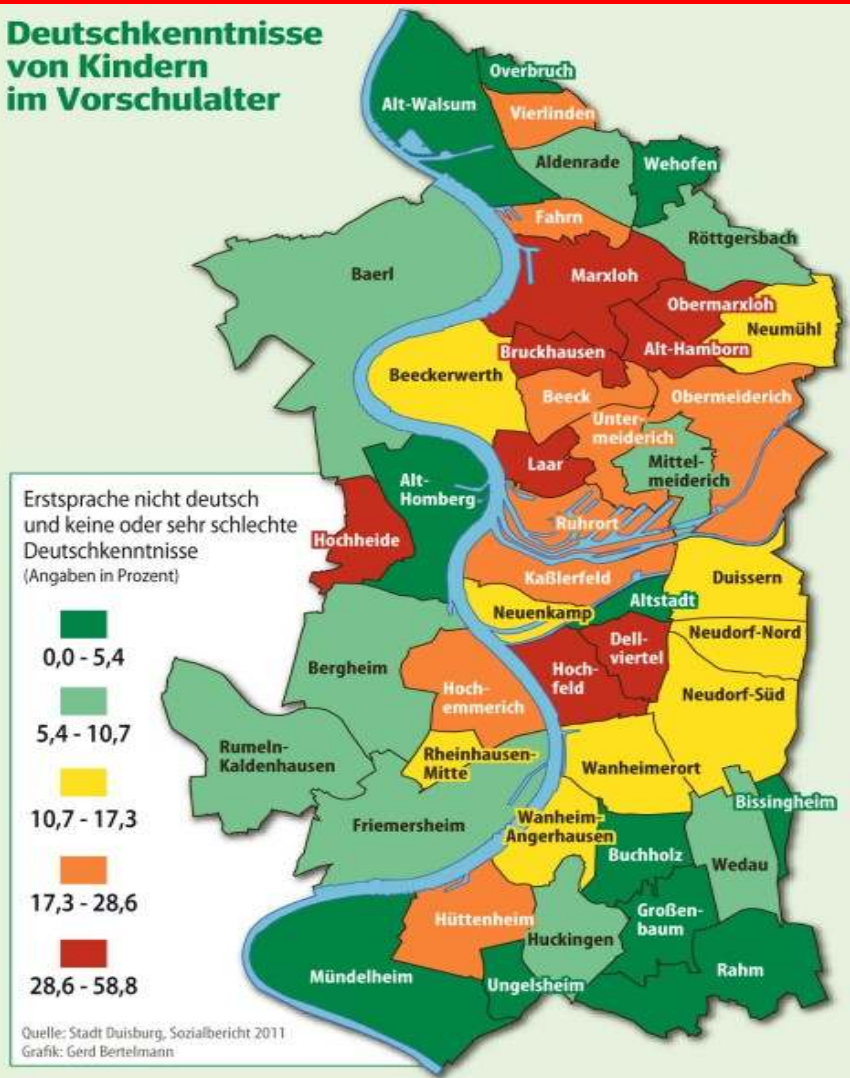 Deutschkenntnisse
von Kindern
im Vorschulalter
Overbruch
Alt-Walsum
Vierlinden
Aldenrade
Wehofen
Fahrn
Röttgersbach
Baerl
Marxloh
Obermarxloh
Neumühl
Bruckhausen
Alt-Hamborn
Beeckerwerth
Beeck
Obermeiderich
Unter-
meiderich
Laar
Mittel-
meiderich
Alt-
Homberg
Ruhrort
Hochheide
Kaßlerfeld
Duissern
Neuenkamp
Altstadt
Neudorf-Nord
Dell-
viertel
Bergheim
Hoch-
feld
Neudorf-Süd
Hoch-
emmerich
Rumeln-
Kaldenhausen
Rheinhausen-
Mitte
Wanheimerort
Bissingheim
Friemersheim
Wanheim-
Angerhausen
Buchholz
Wedau
Großen-
baum
Hüttenheim
Huckingen
Mündelheim
Ungelsheim
Rahm
Erstsprache nicht deutsch
und keine oder sehr schlechte
Deutschkenntnisse
(Angaben in Prozent)
0,0 - 5,4
5,4 - 10,7
10,7 - 17,3
17,3 - 28,6
28,6 - 58,8
Quelle: Stadt Duisburg, Sozialbericht 2011
Grafik: Gerd Bertelmann